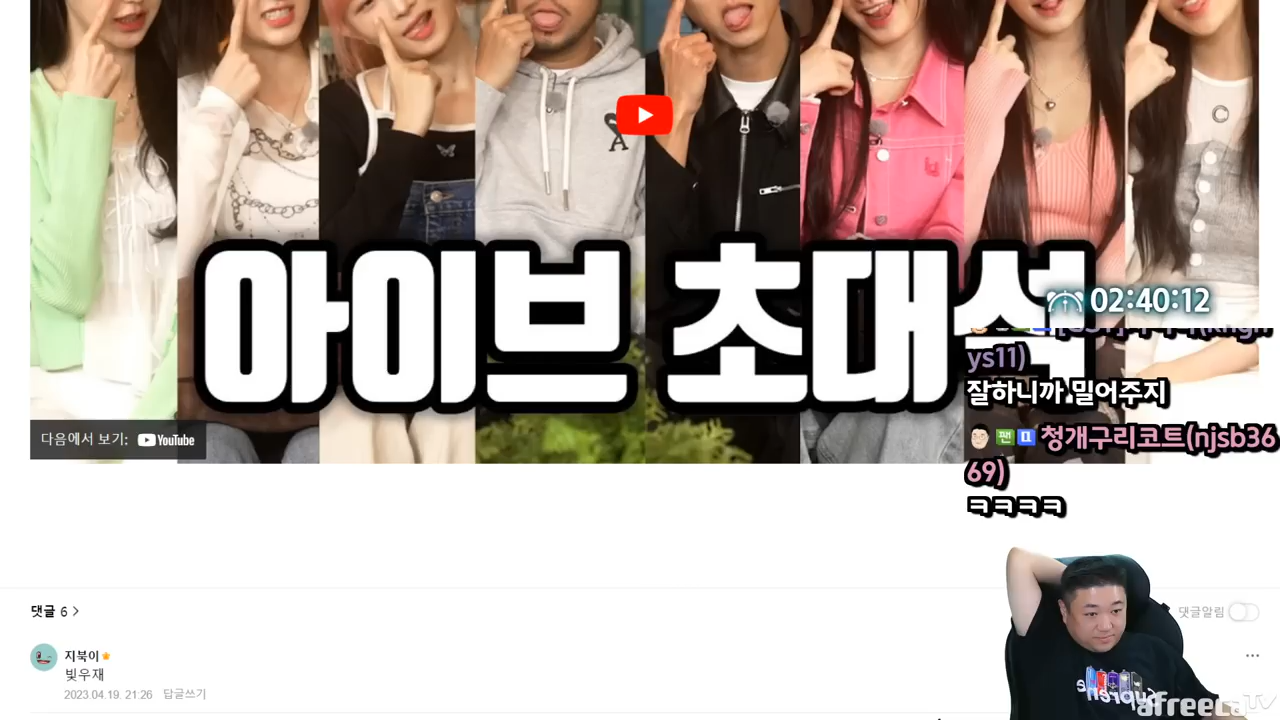 아이브 초대석
02:40:12
ys11)
잘하니까 밀어주지
팬 청개구리코트(njsb36
69)
ㅋㅋㅋㅋ
다음에서 보기: YouTube
댓글 6
댓글알림
지북이
빛우재
2023.04.19. 21:26 답글쓰기
afreecaTV